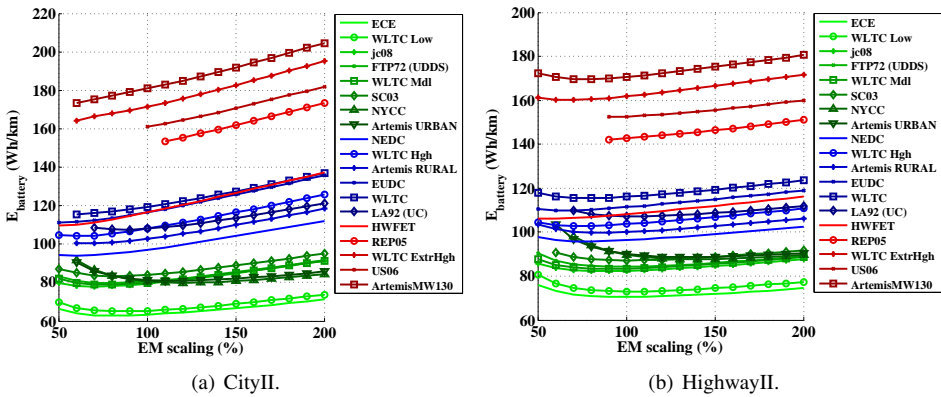 220
200
180
160
140
120
100
80
60
E_battery (Wh/km)
50
100
150
200
EM scaling (%)
ECE
WLTC Low
jc08
FTP72 (UDDS)
WLTC Mdl
SC03
NYCC
Artemis URBAN
NEDC
WLTC Hgh
Artemis RURAL
EUDC
WLTC
LA92 (UC)
HWFET
REP05
WLTC ExtrHgh
US06
ArtemisMW130
(a) CityII.
200
180
160
140
120
100
80
60
E_battery (Wh/km)
50
100
150
200
EM scaling (%)
ECE
WLTC Low
jc08
FTP72 (UDDS)
WLTC Mdl
SC03
NYCC
Artemis URBAN
NEDC
WLTC Hgh
Artemis RURAL
EUDC
WLTC
LA92 (UC)
HWFET
REP05
WLTC ExtrHgh
US06
ArtemisMW130
(b) HighwayII.